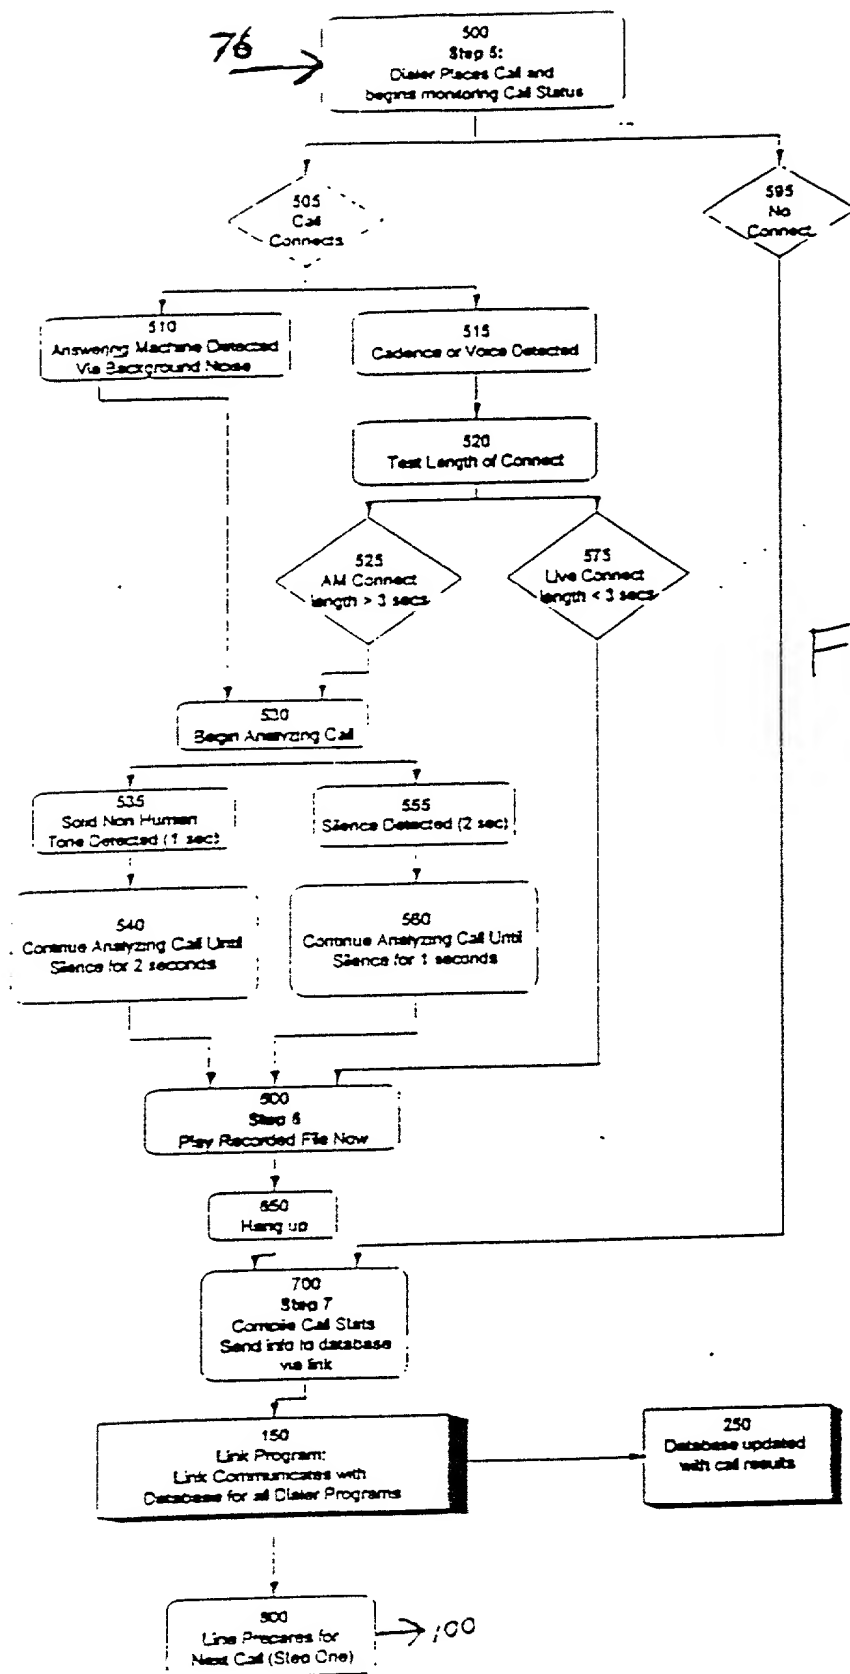 76
500
Step 5:
Dialer Places Call and
begins monitoring Call Status
505
Call
Connects
595
No
Connect
510
Answering Machine Detected
Via Background Noise
515
Cadence or Voice Detected
520
Test Length of Connect
525
AM Connect
length > 3 secs
575
Live Connect
length < 3 secs
F
530
Begin Analyzing Call
535
Solid Non Human
Tone Detected (1 sec)
555
Silence Detected (2 sec)
540
Continue Analyzing Call Until
Silence for 2 seconds
560
Continue Analyzing Call Until
Silence for 1 seconds
600
Step 6
Play Recorded File Now
650
Hang up
700
Step 7
Compile Call Stats
Send info to database
via link
150
Link Program:
Link Communicates with
Database for all Dialer Programs
250
Database updated
with call results
800
Line Prepares for
Next Call (Step One)
100